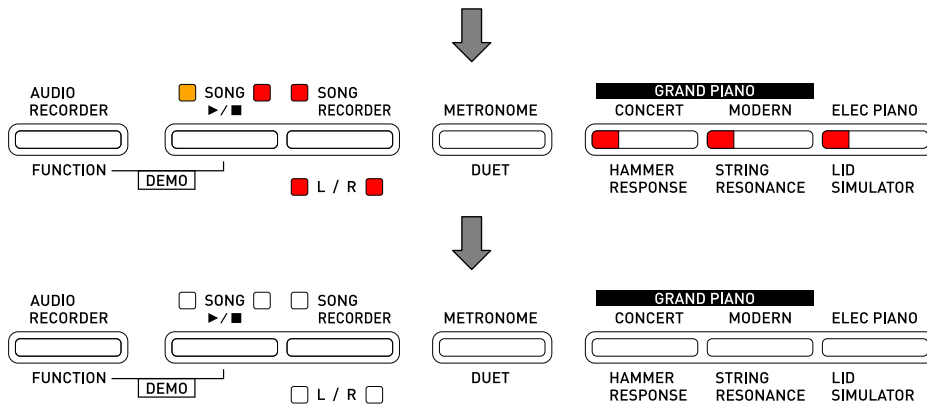 AUDIO RECORDER
SONG
▶/■
SONG RECORDER
METRONOME
GRAND PIANO
CONCERT
MODERN
ELEC PIANO
FUNCTION
DEMO
L / R
DUET
HAMMER RESPONSE
STRING RESONANCE
LID SIMULATOR
AUDIO RECORDER
SONG
▶/■
SONG RECORDER
METRONOME
GRAND PIANO
CONCERT
MODERN
ELEC PIANO
FUNCTION
DEMO
L / R
DUET
HAMMER RESPONSE
STRING RESONANCE
LID SIMULATOR